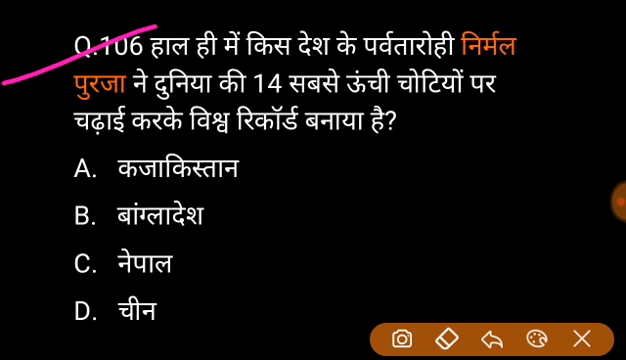 Q.106 हाल ही में किस देश के पर्वतारोही निर्मल
पुरजा ने दुनिया की 14 सबसे ऊंची चोटियों पर
चढ़ाई करके विश्व रिकॉर्ड बनाया है?
A. कजाकिस्तान
B. बांग्लादेश
C. नेपाल
D. चीन